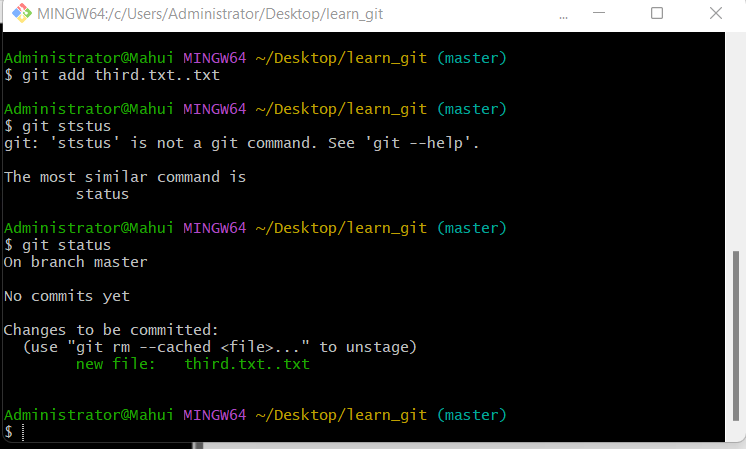 MINGW64:/c/Users/Administrator/Desktop/learn_git ...
Administrator@Mahui MINGW64 ~/Desktop/learn_git (master)
$ git add third.txt..txt
Administrator@Mahui MINGW64 ~/Desktop/learn_git (master)
$ git ststus
git: 'ststus' is not a git command. See 'git --help'.
The most similar command is
status
Administrator@Mahui MINGW64 ~/Desktop/learn_git (master)
$ git status
On branch master
No commits yet
Changes to be committed:
(use "git rm --cached <file>..." to unstage)
new file:   third.txt..txt
Administrator@Mahui MINGW64 ~/Desktop/learn_git (master)
$